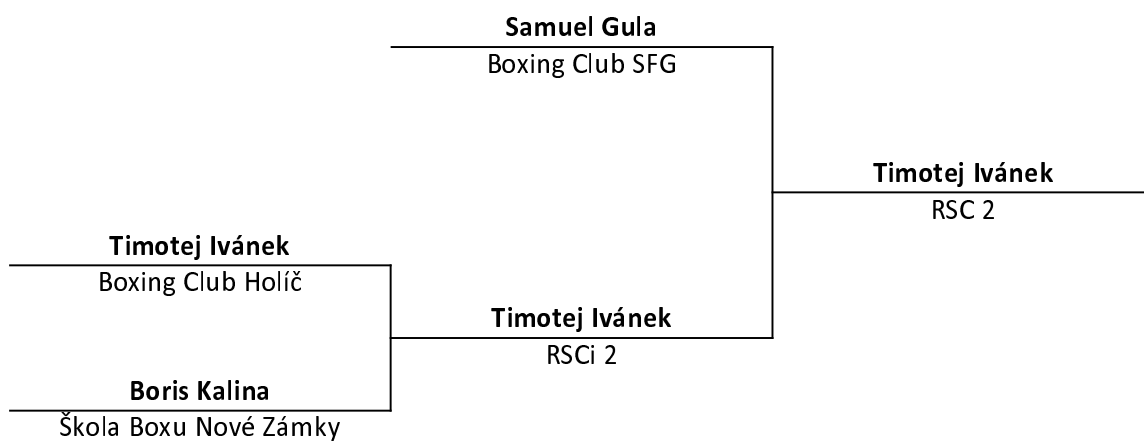 Samuel Gula
Boxing Club SFG
Timotej Ivánek
RSC 2
Timotej Ivánek
Boxing Club Holíč
Timotej Ivánek
RSCi 2
Boris Kalina
Škola Boxu Nové Zámky